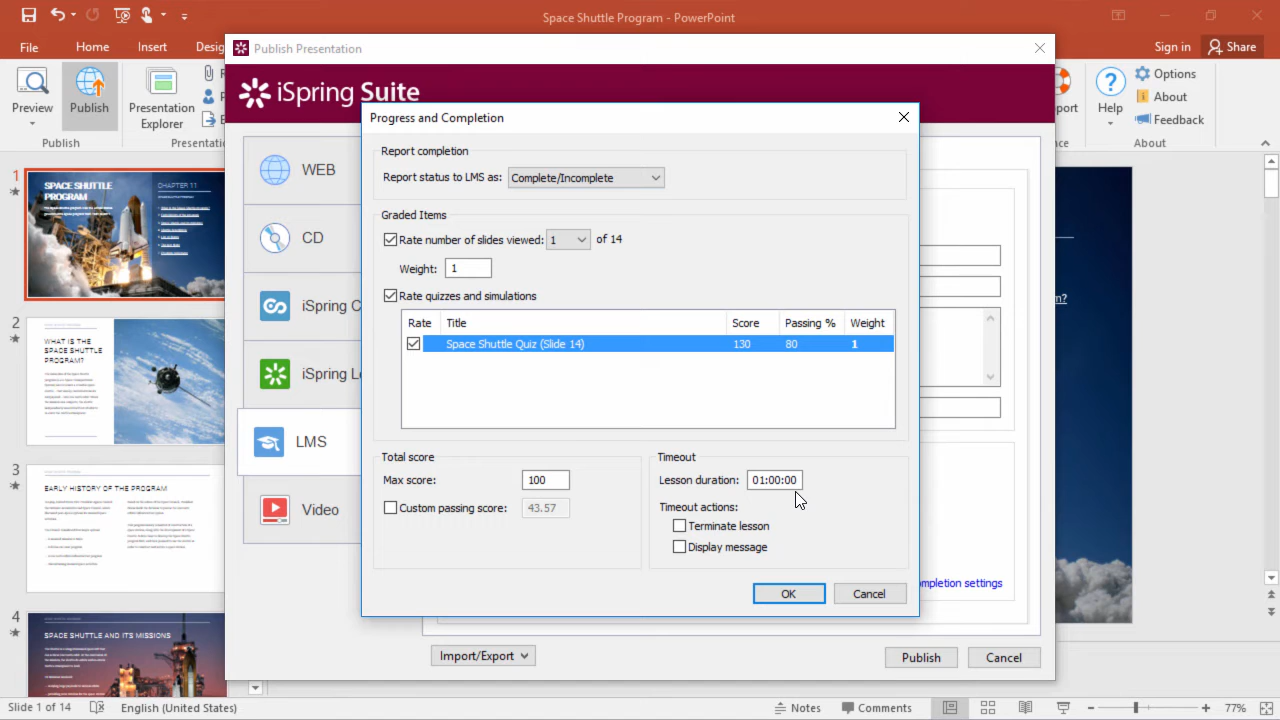 Space Shuttle Program - PowerPoint
File Home Insert
Sign in Share
Publish Presentation
iSpring Suite
Preview Publish Presentation Explorer
Help Options
About
Feedback
Publish
About
WEB
CD
LMS
Video
Progress and Completion
Report completion
Report status to LMS as: Complete/Incomplete
Graded Items
Rate number of slides viewed: 1 of 14
Weight: 1
Rate quizzes and simulations
Rate Title Score Passing % Weight
Space Shuttle Quiz (Slide 14) 130 80 1
Total score
Max score: 100
Custom passing score: 43.57
Timeout
Lesson duration: 01:00:00
Timeout actions:
Terminate lesson
Display message
OK Cancel
Publish Cancel
1
SPACE SHUTTLE
PROGRAM
CHAPTER 11
2
WHAT IS THE
SPACE SHUTTLE
PROGRAM?
3
EARLY HISTORY OF THE PROGRAM
4
SPACE SHUTTLE AND ITS MISSIONS
Slide 1 of 14 English (United States) Notes Comments 77%